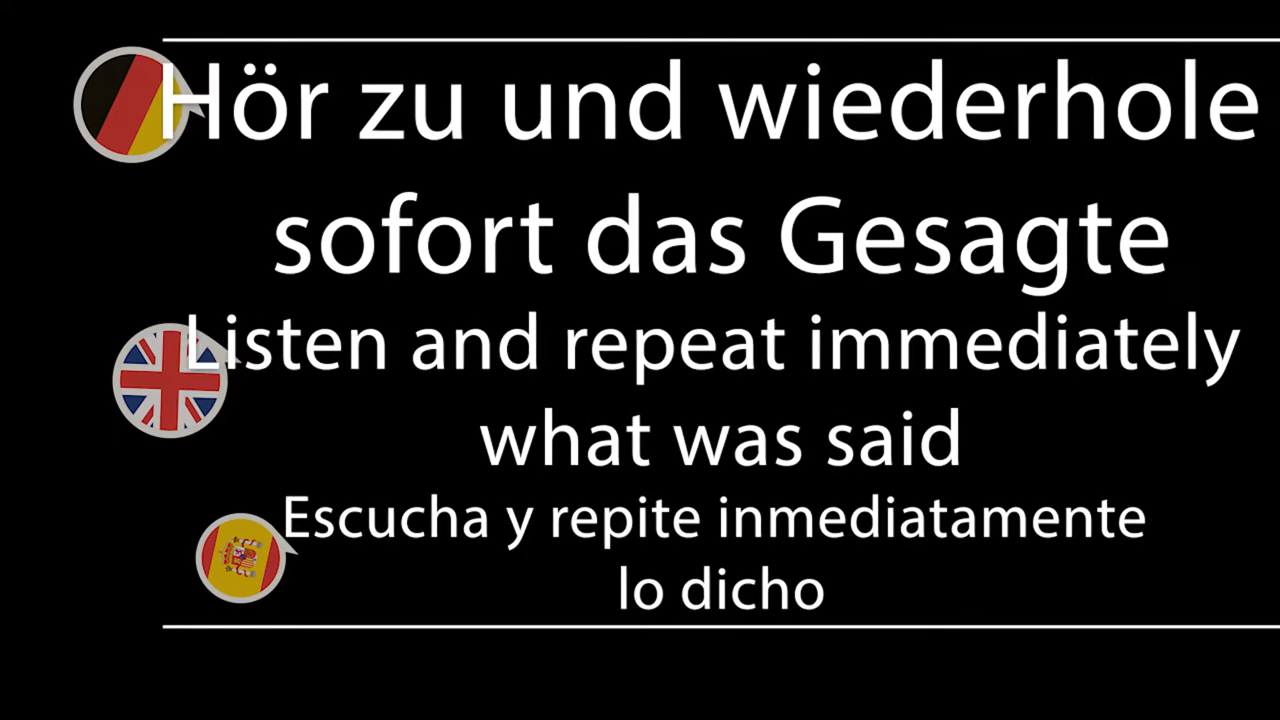 Hör zu und wiederhole
sofort das Gesagte
Listen and repeat immediately
what was said
Escucha y repite inmediatamente
lo dicho